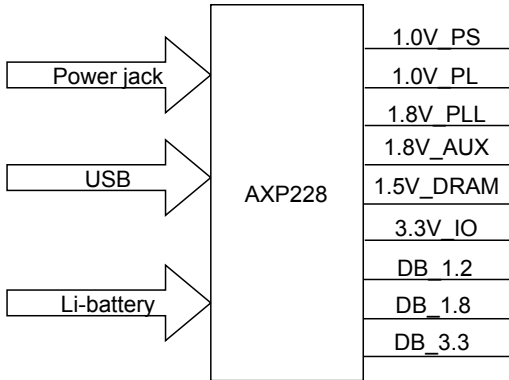 Power jack
USB
Li-battery
AXP228
1.0V_PS
1.0V_PL
1.8V_PLL
1.8V_AUX
1.5V_DRAM
3.3V_IO
DB_1.2
DB_1.8
DB_3.3